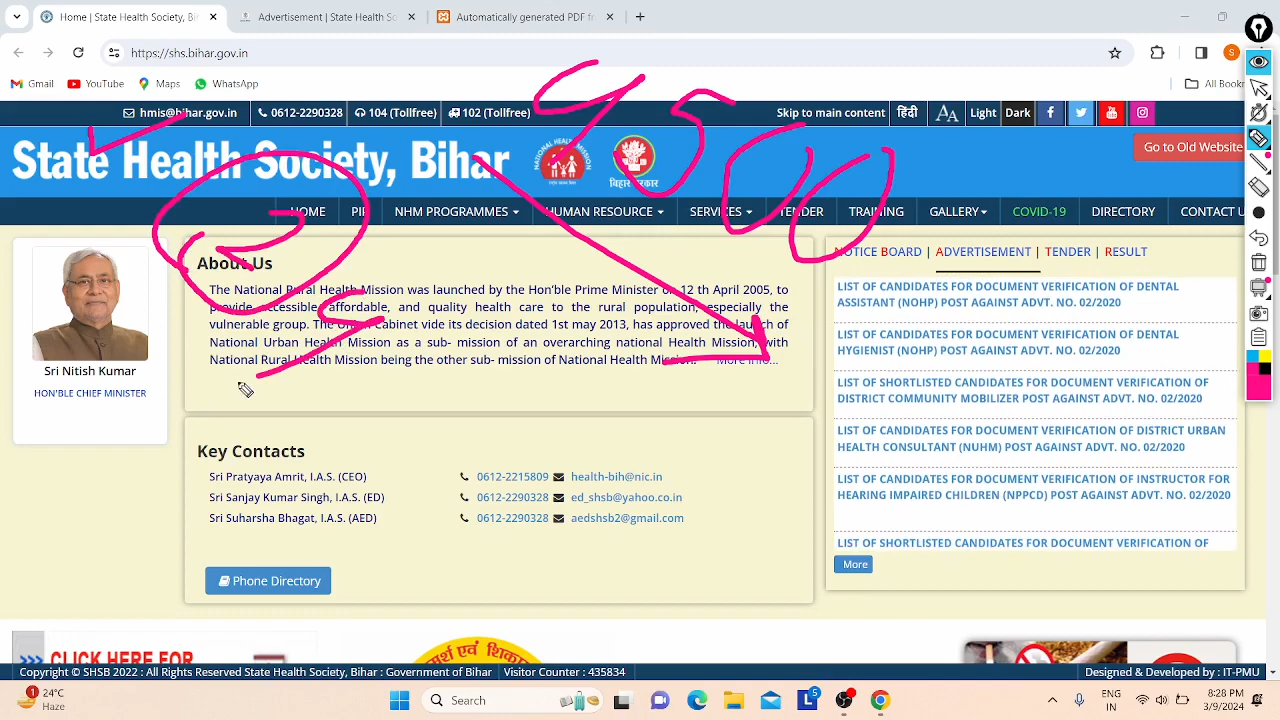 Home | State Health Society, Bih
Advertisement | State Health So
Automatically generated PDF fr
https://shs.bihar.gov.in
Gmail YouTube Maps WhatsApp All Bookr
hmis@bihar.gov.in 0612-2290328 104 (Tollfree) 102 (Tollfree) Skip to main content हिंदी AA Light Dark
State Health Society, Bihar
NATIONAL HEALTH MISSION
बिहार सरकार
Go to Old Website
HOME PIP NHM PROGRAMMES HUMAN RESOURCE SERVICES TENDER TRAINING GALLERY COVID-19 DIRECTORY CONTACT U
Sri Nitish Kumar
HON'BLE CHIEF MINISTER
About Us
The National Rural Health Mission was launched by the Hon'ble Prime Minister on 12 th April 2005, to
provide accessible, affordable, and quality health care to the rural population, especially the
vulnerable group. The Union Cabinet vide its decision dated 1st may 2013, has approved the launch of
National Urban Health Mission as a sub- mission of an overarching national Health Mission, with
National Rural Health Mission being the other sub- mission of National Health Mission. More Info...
Key Contacts
Sri Pratyaya Amrit, I.A.S. (CEO) 0612-2215809 health-bih@nic.in
Sri Sanjay Kumar Singh, I.A.S. (ED) 0612-2290328 ed_shsb@yahoo.co.in
Sri Suharsha Bhagat, I.A.S. (AED) 0612-2290328 aedshsb2@gmail.com
Phone Directory
NOTICE BOARD | ADVERTISEMENT | TENDER | RESULT
LIST OF CANDIDATES FOR DOCUMENT VERIFICATION OF DENTAL
ASSISTANT (NOHP) POST AGAINST ADVT. NO. 02/2020
LIST OF CANDIDATES FOR DOCUMENT VERIFICATION OF DENTAL
HYGIENIST (NOHP) POST AGAINST ADVT. NO. 02/2020
LIST OF SHORTLISTED CANDIDATES FOR DOCUMENT VERIFICATION OF
DISTRICT COMMUNITY MOBILIZER POST AGAINST ADVT. NO. 02/2020
LIST OF CANDIDATES FOR DOCUMENT VERIFICATION OF DISTRICT URBAN
HEALTH CONSULTANT (NUHM) POST AGAINST ADVT. NO. 02/2020
LIST OF CANDIDATES FOR DOCUMENT VERIFICATION OF INSTRUCTOR FOR
HEARING IMPAIRED CHILDREN (NPPCD) POST AGAINST ADVT. NO. 02/2020
LIST OF SHORTLISTED CANDIDATES FOR DOCUMENT VERIFICATION OF
More
CLICK HERE FOR
Copyright © SHSB 2022 : All Rights Reserved State Health Society, Bihar : Government of Bihar Visitor Counter : 435834 Designed & Developed by : IT-PMU
24°C
Haze
Search
ENG
IN
8:28 PM
3/9/2024